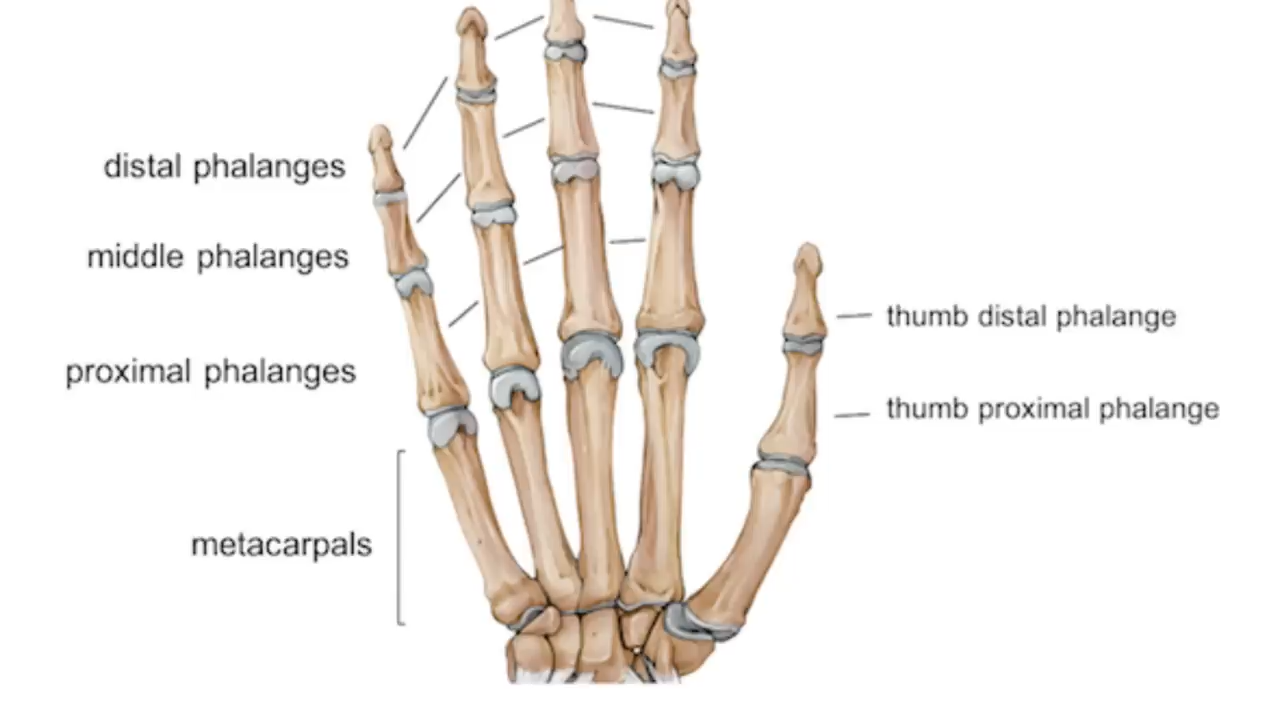 distal phalanges
middle phalanges
proximal phalanges
metacarpals
thumb distal phalange
thumb proximal phalange